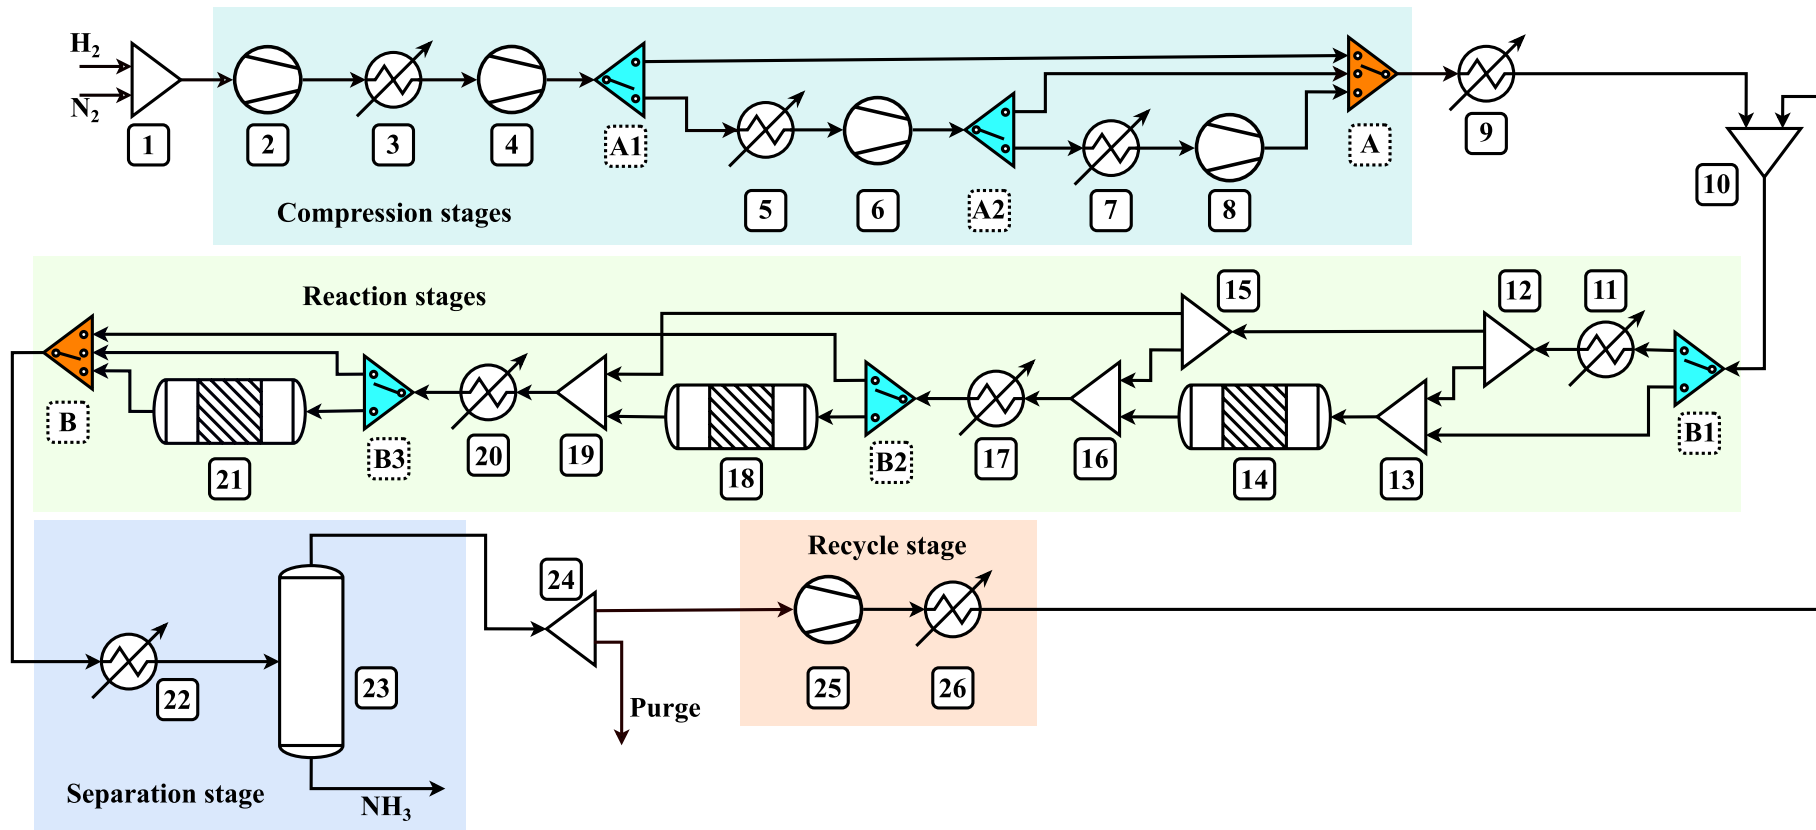 H2
N2
1
2
3
4
A1
5
6
A2
7
8
A
9
10
Compression stages
Reaction stages
15
12
11
B
21
B3
20
19
18
B2
17
16
14
13
B1
Recycle stage
24
22
23
25
26
Purge
Separation stage
NH3